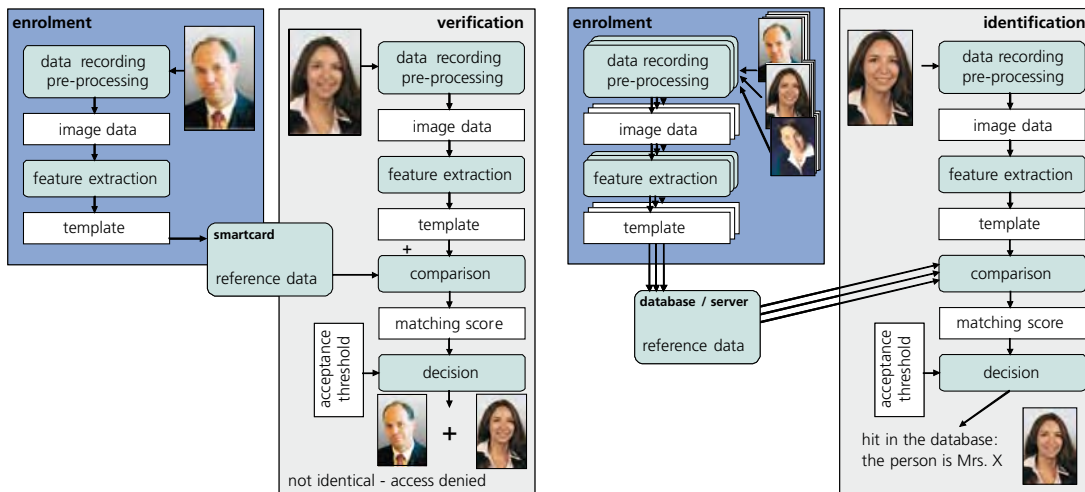 enrolment
data recording
pre-processing
image data
feature extraction
template
smartcard
reference data
verification
data recording
pre-processing
image data
feature extraction
template
+
comparison
matching score
acceptance
threshold
decision
+
not identical - access denied
enrolment
data recording
pre-processing
image data
feature extraction
template
database / server
reference data
identification
data recording
pre-processing
image data
feature extraction
template
comparison
matching score
acceptance
threshold
decision
hit in the database:
the person is Mrs. X